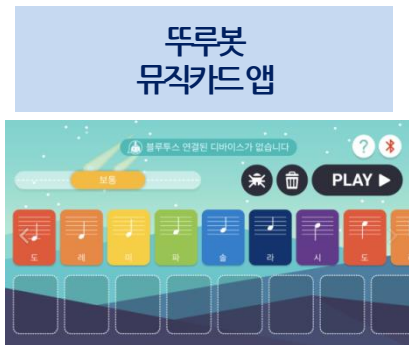 뚜루봇
뮤직카드 앱
블루투스 연결된 디바이스가 없습니다
?
보통
PLAY
도 레 미 파 솔 라 시 도